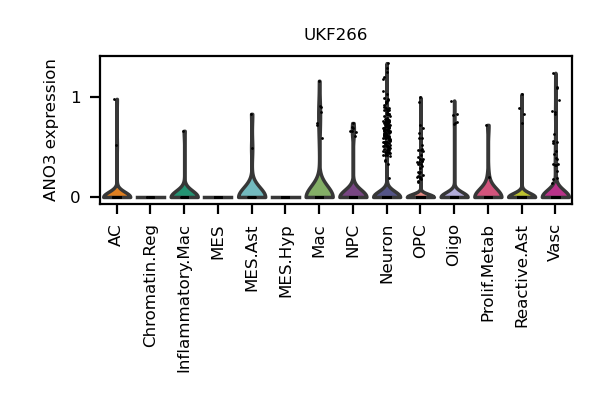 UKF266
ANO3 expression
1
0
AC
Chromatin.Reg
Inflammatory.Mac
MES
MES.Ast
MES.Hyp
Mac
NPC
Neuron
OPC
Oligo
Prolif.Metab
Reactive.Ast
Vasc